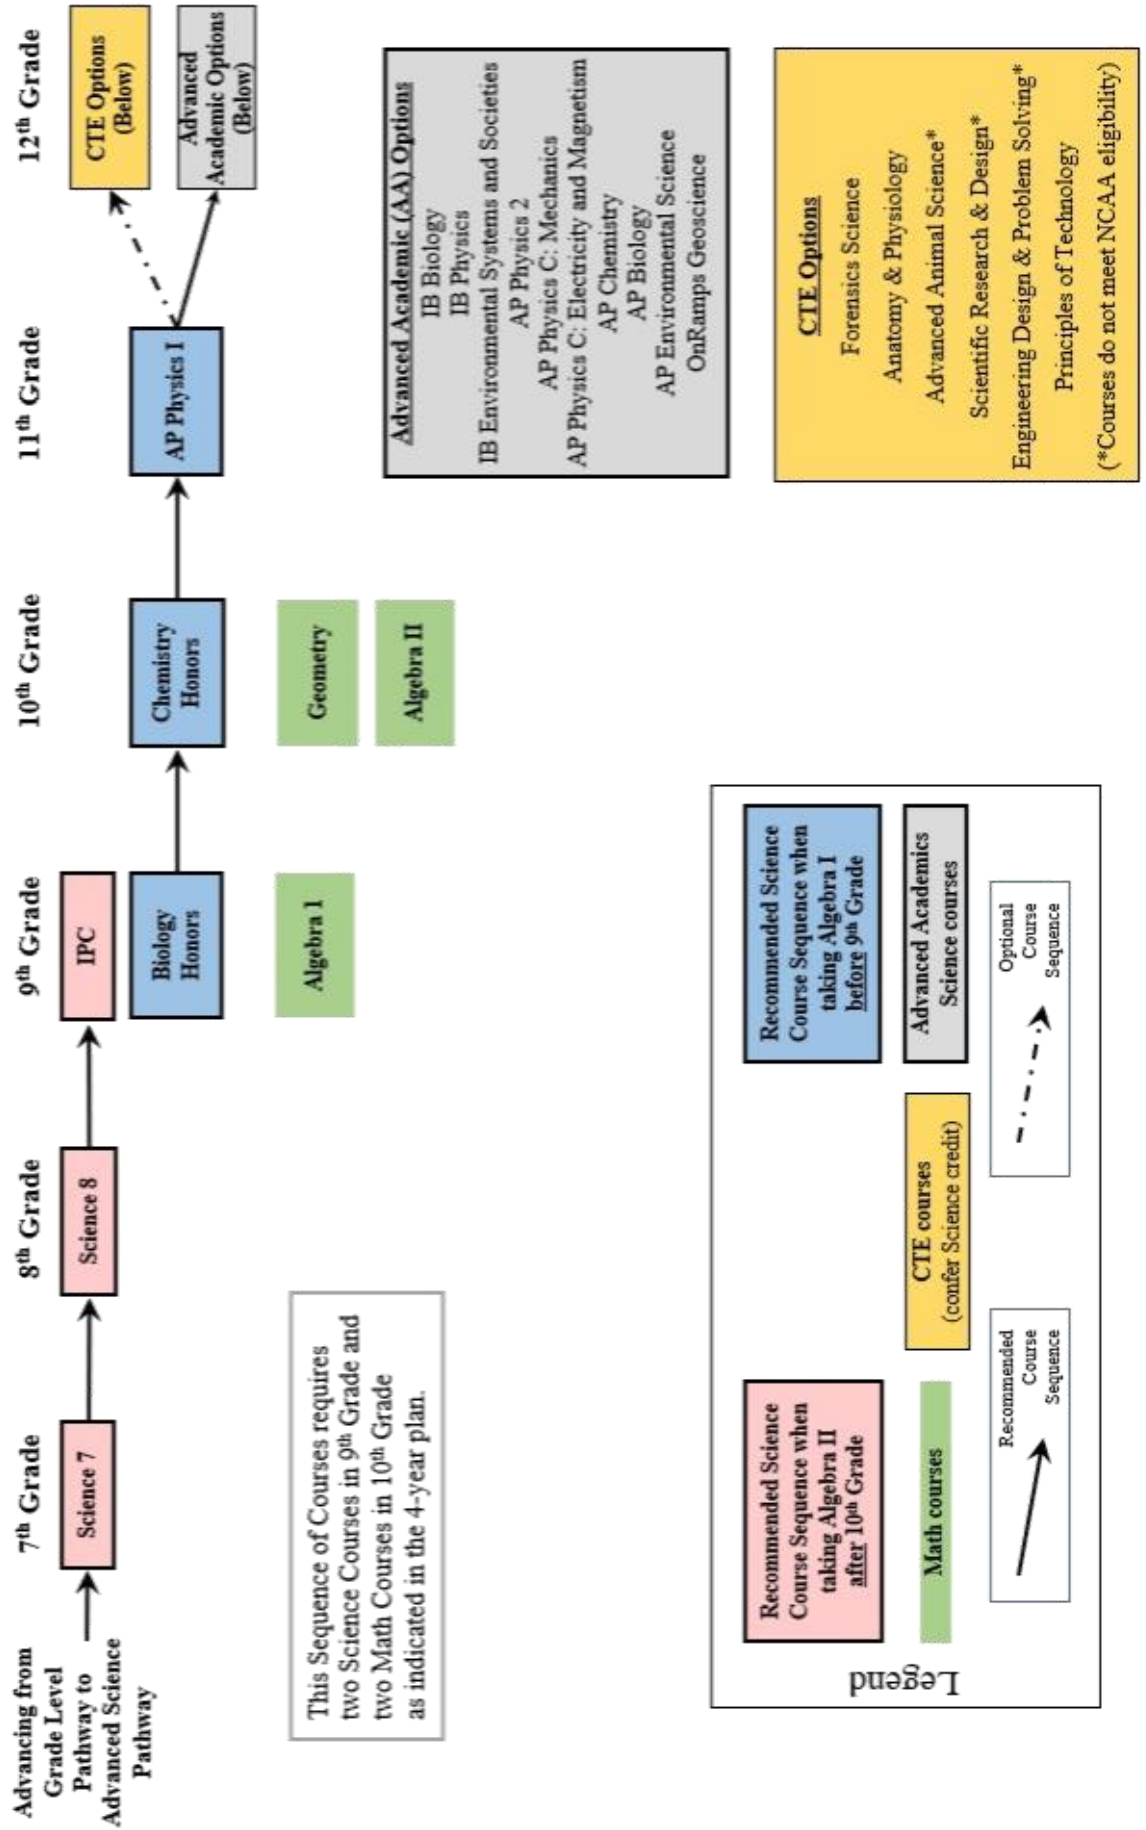 Advancing from
Grade Level
Pathway to
Advanced Science
Pathway
7th Grade
8th Grade
9th Grade
10th Grade
11th Grade
12th Grade
Science 7
Science 8
IPC
Biology
Honors
Chemistry
Honors
AP Physics I
CTE Options
(Below)
Advanced
Academic Options
(Below)
Algebra 1
Geometry
Algebra II
This Sequence of Courses requires
two Science Courses in 9th Grade and
two Math Courses in 10th Grade
as indicated in the 4-year plan.
Advanced Academic (AA) Options
IB Biology
IB Physics
IB Environmental Systems and Societies
AP Physics 2
AP Physics C: Mechanics
AP Physics C: Electricity and Magnetism
AP Chemistry
AP Biology
AP Environmental Science
OnRamps Geoscience
CTE Options
Forensics Science
Anatomy & Physiology
Advanced Animal Science*
Scientific Research & Design*
Engineering Design & Problem Solving*
Principles of Technology
(*Courses do not meet NCAA eligibility)
Legend
Recommended Science
Course Sequence when
taking Algebra II
after 10th Grade
Recommended Science
Course Sequence when
taking Algebra I
before 9th Grade
Math courses
CTE courses
(confer Science credit)
Advanced Academics
Science courses
Recommended
Course
Sequence
Optional
Course
Sequence